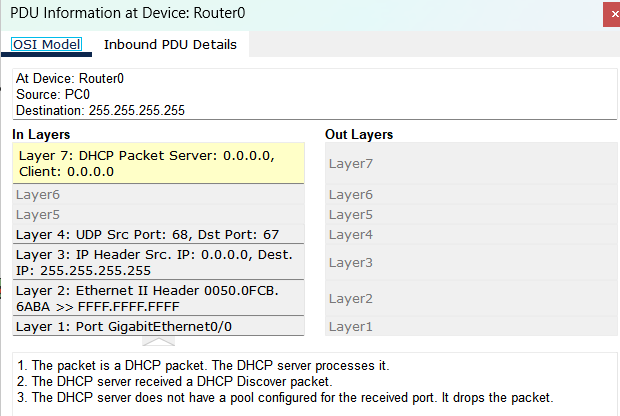 PDU Information at Device: Router0
OSI Model
Inbound PDU Details
At Device: Router0
Source: PC0
Destination: 255.255.255.255
In Layers
Layer 7: DHCP Packet Server: 0.0.0.0,
Client: 0.0.0.0
Layer6
Layer5
Layer 4: UDP Src Port: 68, Dst Port: 67
Layer 3: IP Header Src. IP: 0.0.0.0, Dest.
IP: 255.255.255.255
Layer 2: Ethernet II Header 0050.0FCB.
6ABA >> FFFF.FFFF.FFFF
Layer 1: Port GigabitEthernet0/0
Out Layers
Layer7
Layer6
Layer5
Layer4
Layer3
Layer2
Layer1
1. The packet is a DHCP packet. The DHCP server processes it.
2. The DHCP server received a DHCP Discover packet.
3. The DHCP server does not have a pool configured for the received port. It drops the packet.